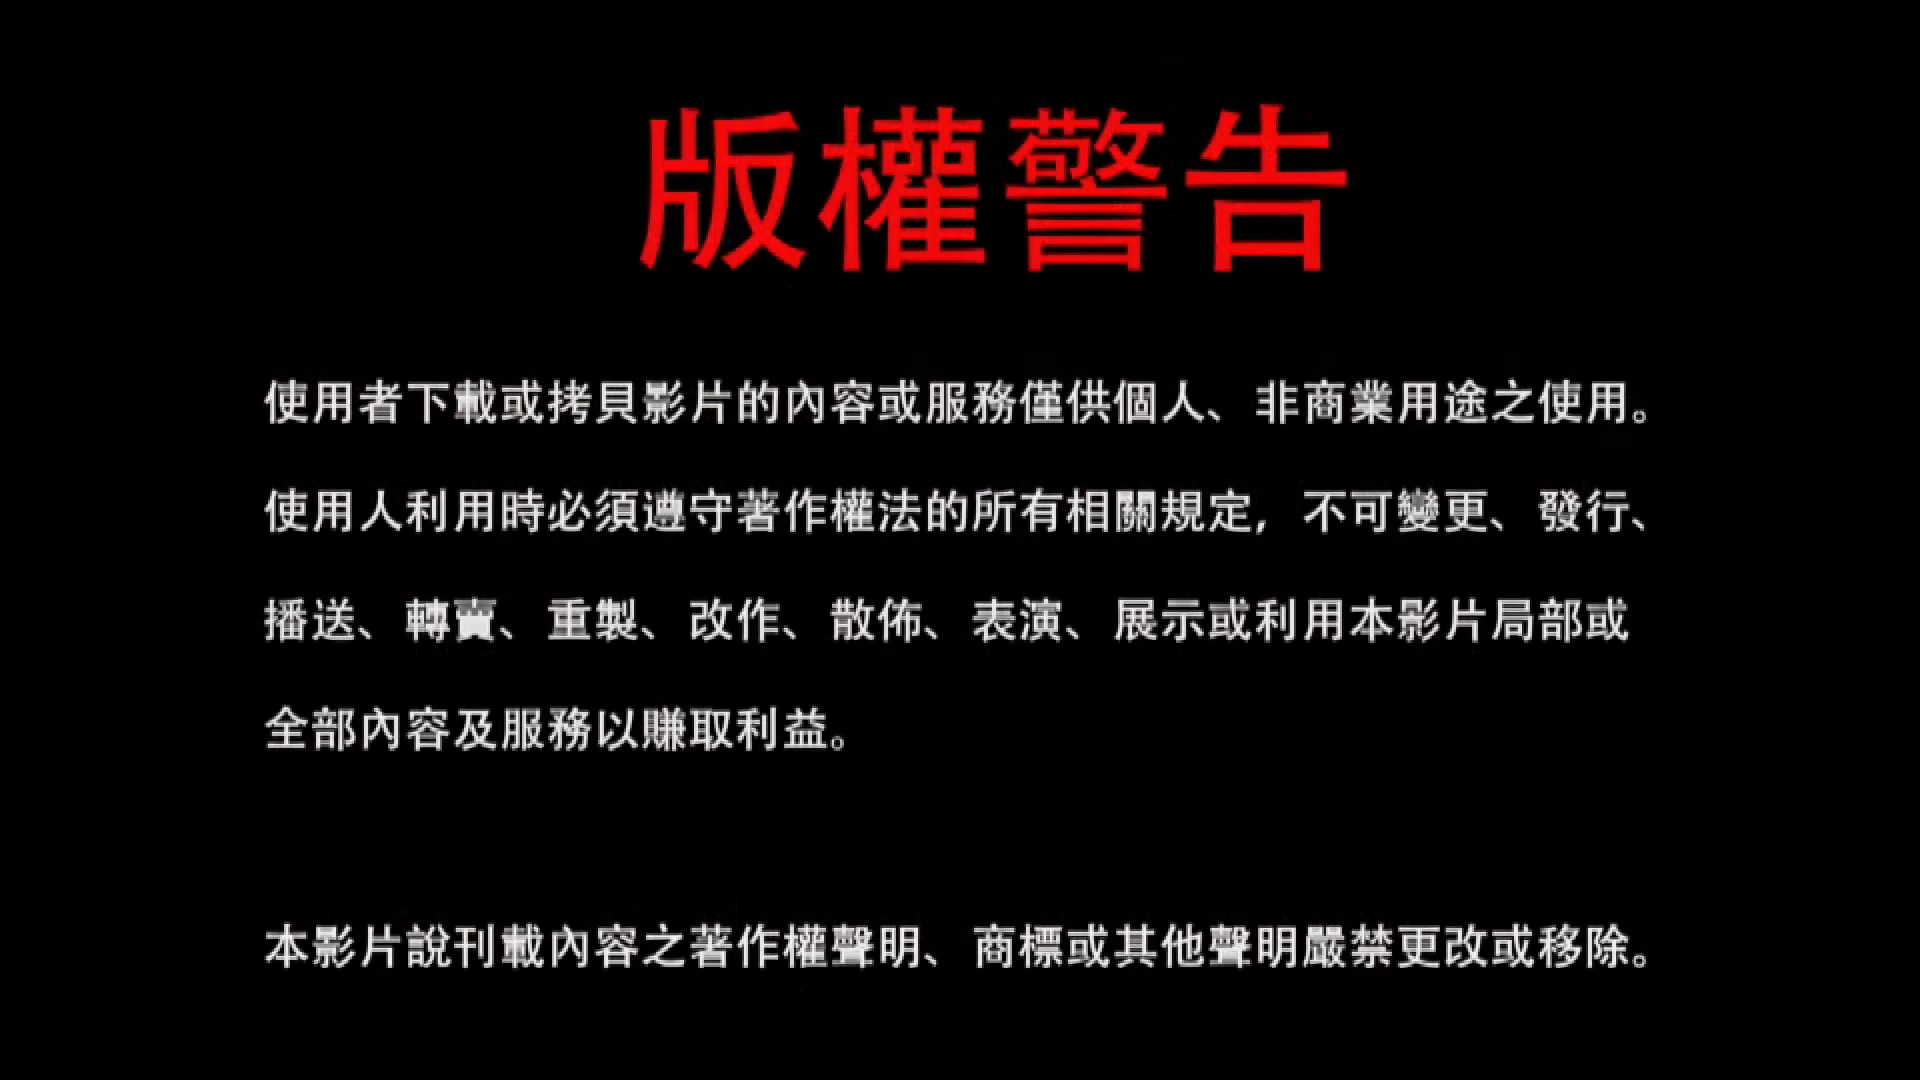 版權警告
使用者下載或拷貝影片的內容或服務僅供個人、非商業用途之使用。
使用人利用時必須遵守著作權法的所有相關規定，不可變更、發行、
播送、轉賣、重製、改作、散佈、表演、展示或利用本影片局部或
全部內容及服務以賺取利益。
本影片說刊載內容之著作權聲明、商標或其他聲明嚴禁更改或移除。